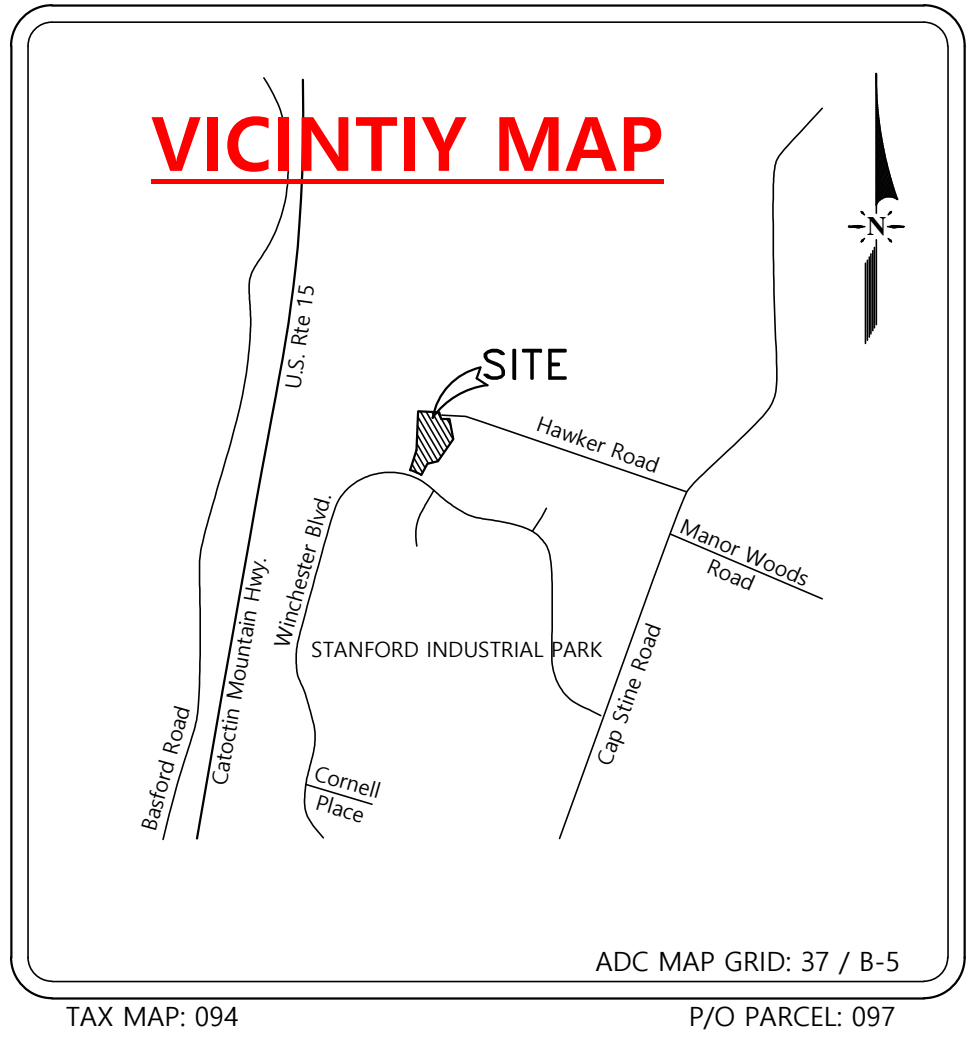 VICINTIY MAP
N
U.S. Rte 15
SITE
Hawker Road
Winchester Blvd.
Manor Woods
Road
Catoctin Mountain Hwy.
STANFORD INDUSTRIAL PARK
Cap Stine Road
Basford Road
Cornell
Place
ADC MAP GRID: 37 / B-5
TAX MAP: 094
P/O PARCEL: 097